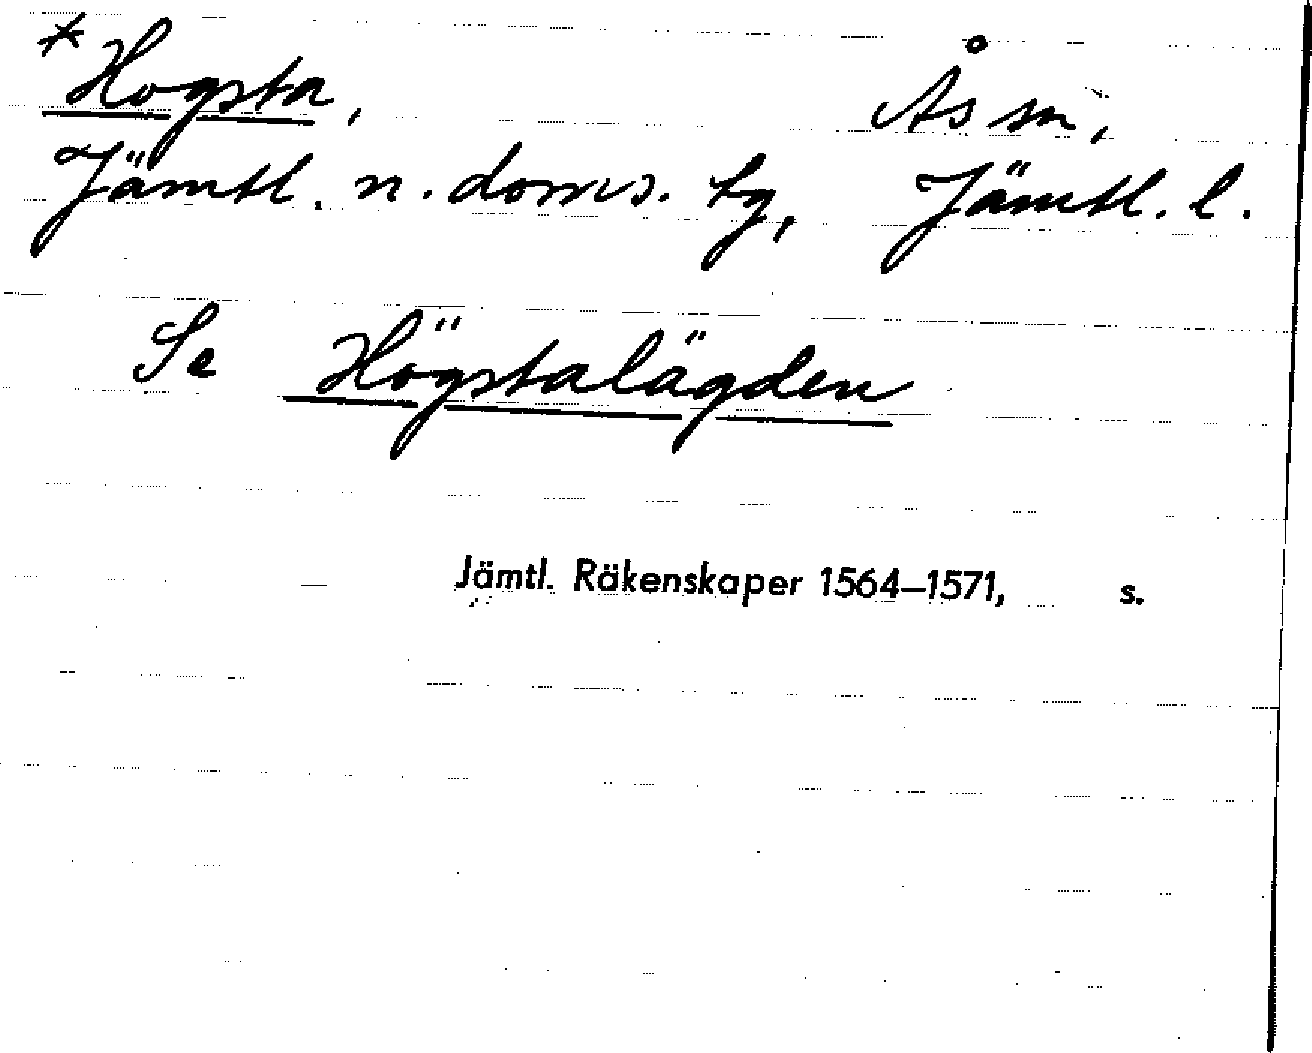 *Hogsta, Ås sn,
Jämtl. n. doms. tg, Jämtl. l.
Se Högstalägden
Jämtl. Räkenskaper 1564–1571, s.